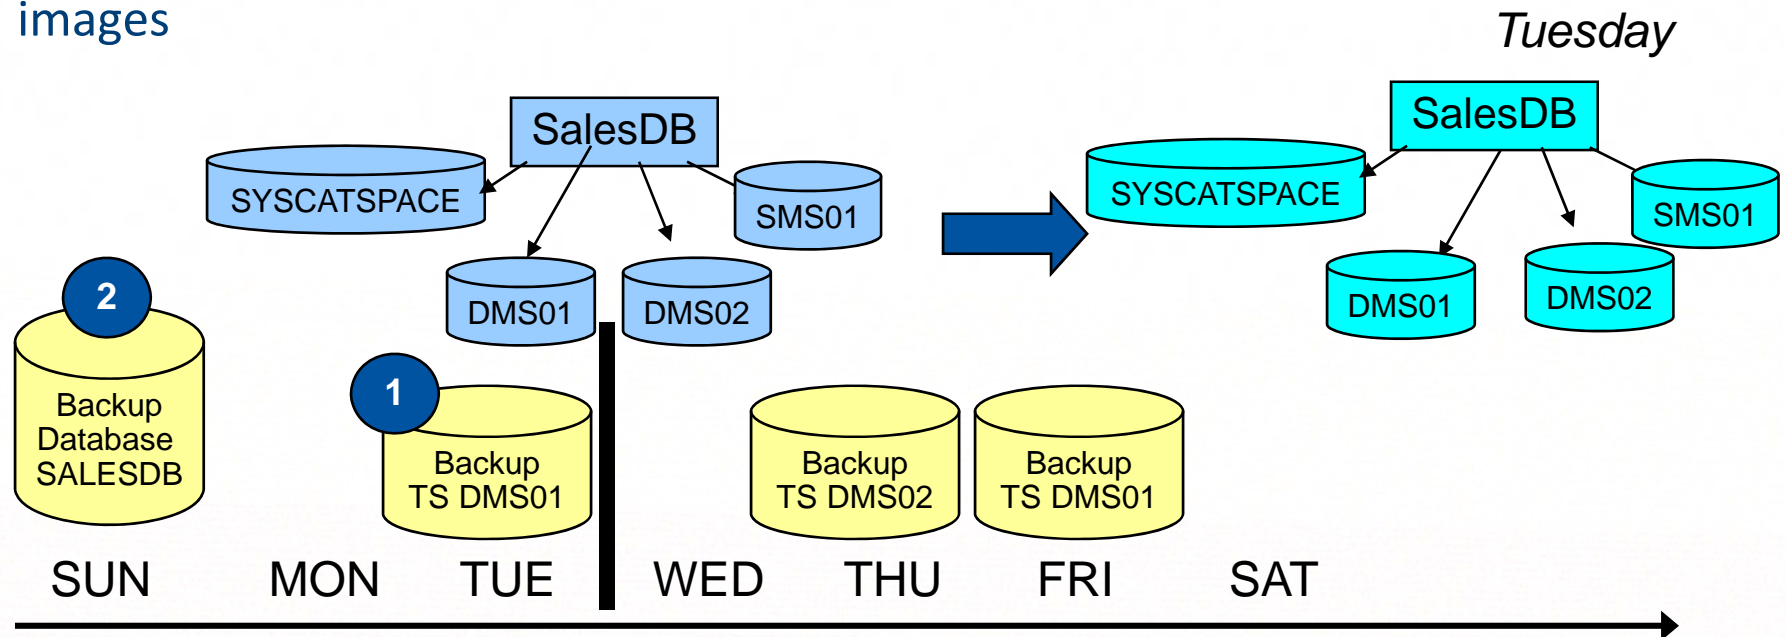 images
Tuesday
SalesDB
SYSCATSPACE
SMS01
DMS01
DMS02
SalesDB
SYSCATSPACE
SMS01
DMS01
DMS02
2
Backup
Database
SALESDB
1
Backup
TS DMS01
Backup
TS DMS02
Backup
TS DMS01
SUN MON TUE WED THU FRI SAT